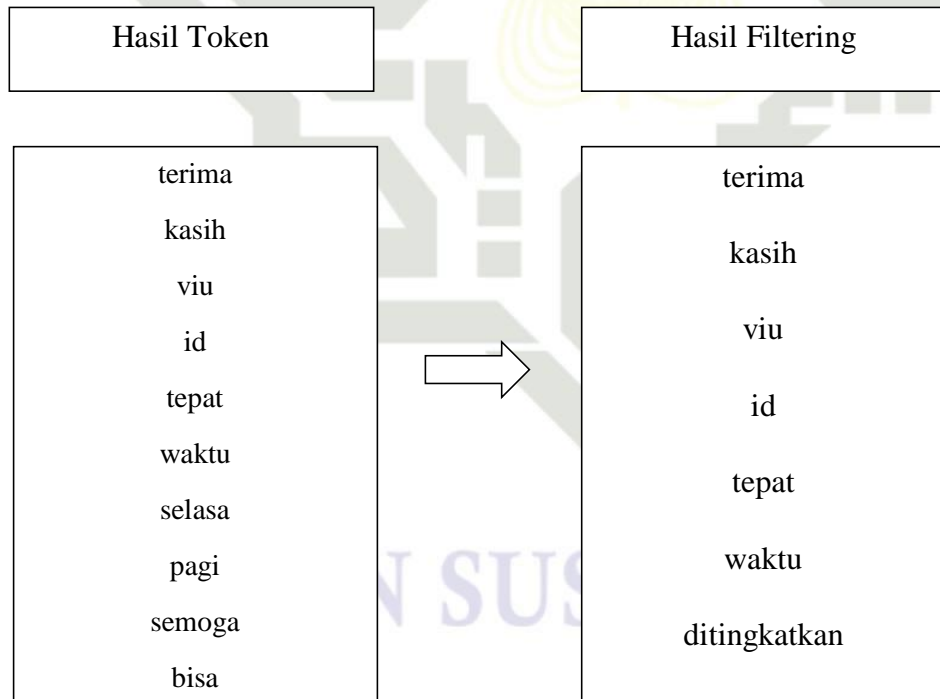 Hasil Token
Hasil Filtering
terima
kasih
viu
id
tepat
waktu
selasa
pagi
semoga
bisa
terima
kasih
viu
id
tepat
waktu
ditingkatkan
N SUS